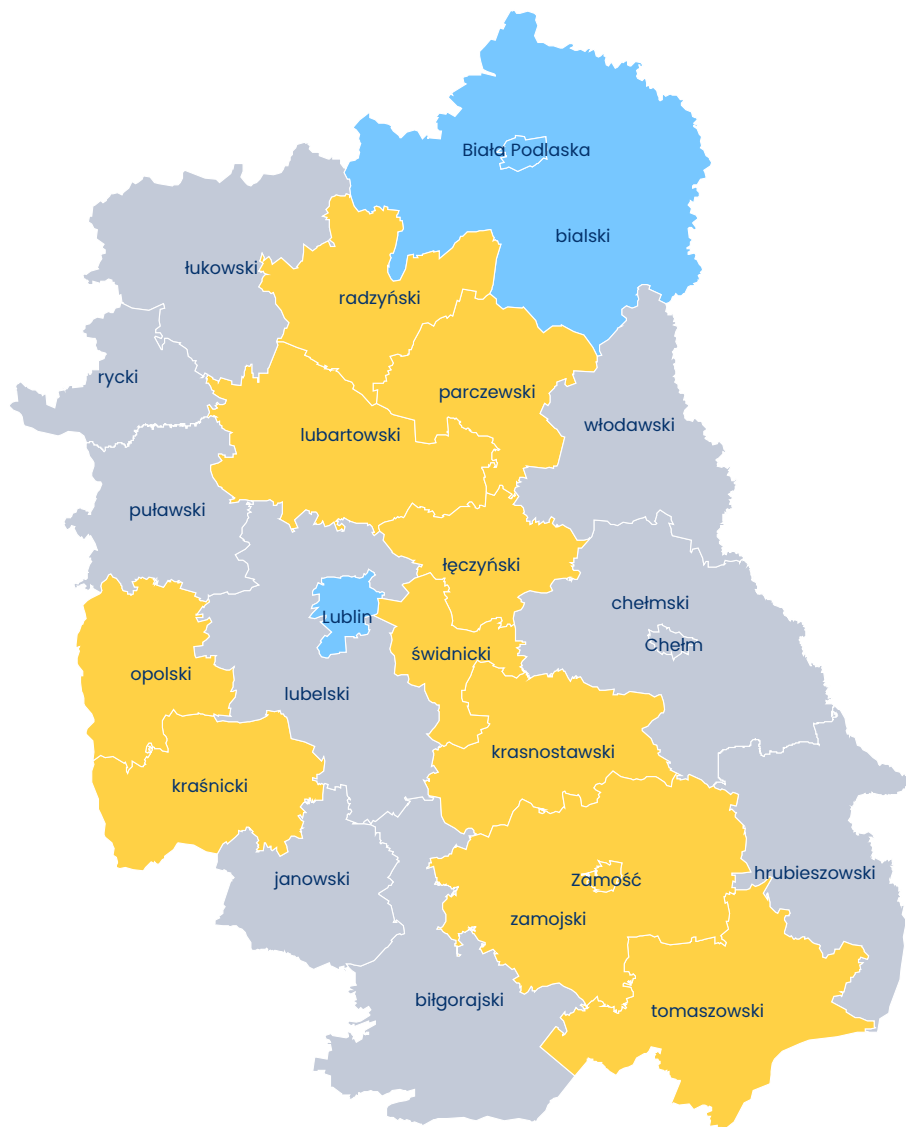 Biała Podlaska
bialski
łukowski
radzyński
rycki
parczewski
włodawski
lubartowski
puławski
łęczyński
chełmski
Lublin
Chełm
świdnicki
opolski
lubelski
krasnostawski
kraśnicki
hrubieszowski
janowski
Zamość
zamojski
biłgorajski
tomaszowski